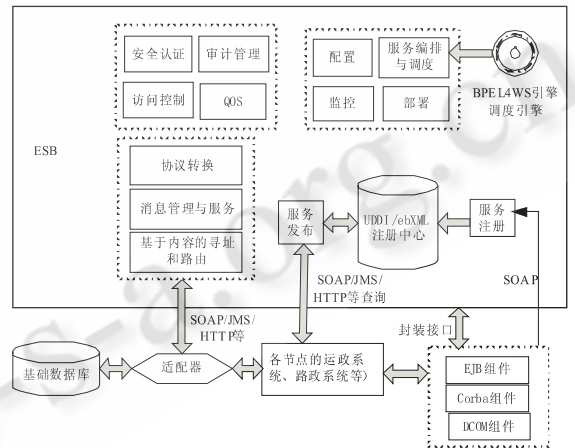 安全认证
审计管理
访问控制
QOS
配置
服务编排
与调度
监控
部署
BPEL4WS引擎
调度引擎
ESB
协议转换
消息管理与服务
基于内容的寻址
和路由
服务
发布
UDDI/ebXML
注册中心
服务
注册
SOAP/JMS/
HTTP等查询
SOAP
SOAP/JMS/
HTTP等
封装接口
基础数据库
适配器
各节点的运政系
统、路政系统等)
EJB组件
Corba组件
DCOM组件